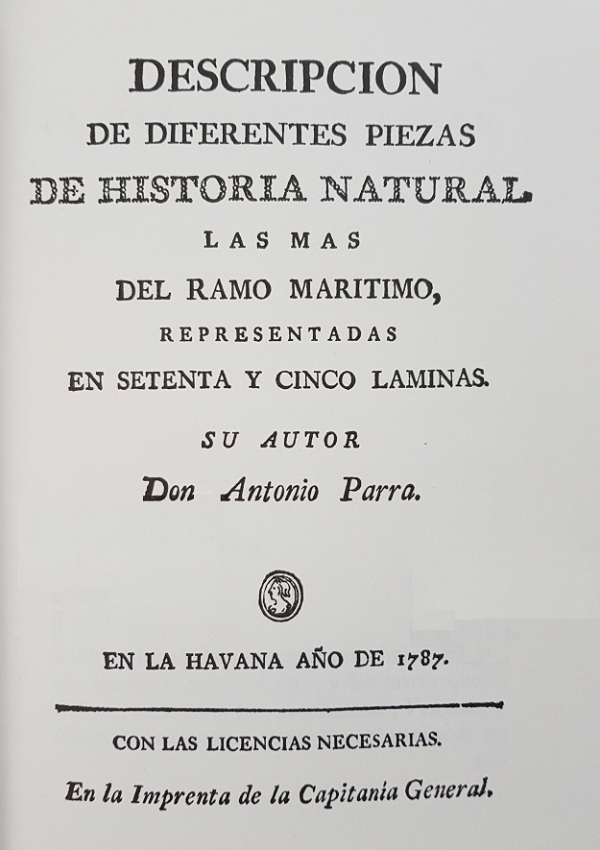 DESCRIPCION
DE DIFERENTES PIEZAS
DE HISTORIA NATURAL
LAS MAS
DEL RAMO MARITIMO,
REPRESENTADAS
EN SETENTA Y CINCO LAMINAS.
SU AUTOR
Don Antonio Parra.
EN LA HAVANA AÑO DE 1787.
CON LAS LICENCIAS NECESARIAS.
En la Imprenta de la Capitanía General.